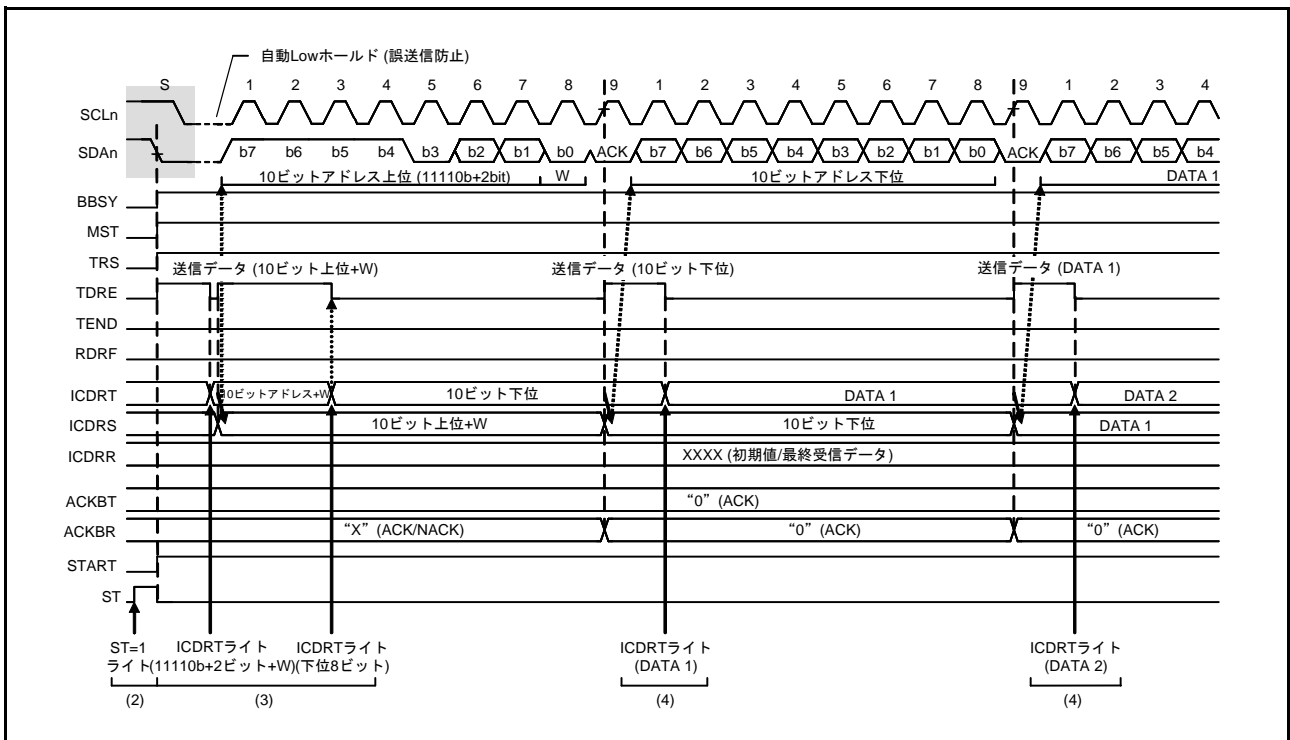 自動Lowホールド (誤送信防止)
S 1 2 3 4 5 6 7 8 9 1 2 3 4 5 6 7 8 9 1 2 3 4
SCLn
SDAn b7 b6 b5 b4 b3 b2 b1 b0 ACK b7 b6 b5 b4 b3 b2 b1 b0 ACK b7 b6 b5 b4
10ビットアドレス上位 (11110b+2bit) W 10ビットアドレス下位 DATA 1
BBSY
MST
TRS
送信データ (10ビット上位+W) 送信データ (10ビット下位) 送信データ (DATA 1)
TDRE
TEND
RDRF
ICDRT 10ビットアドレス+W 10ビット下位 DATA 1 DATA 2
ICDRS 10ビット上位+W 10ビット下位 DATA 1
ICDRR XXXX (初期値/最終受信データ)
ACKBT “0” (ACK)
ACKBR “X” (ACK/NACK) “0” (ACK) “0” (ACK)
START
ST
ST=1 ICDRTライト ICDRTライト ICDRTライト ICDRTライト
ライト (11110b+2ビット+W) (下位8ビット) (DATA 1) (DATA 2)
(2) (3) (4) (4)